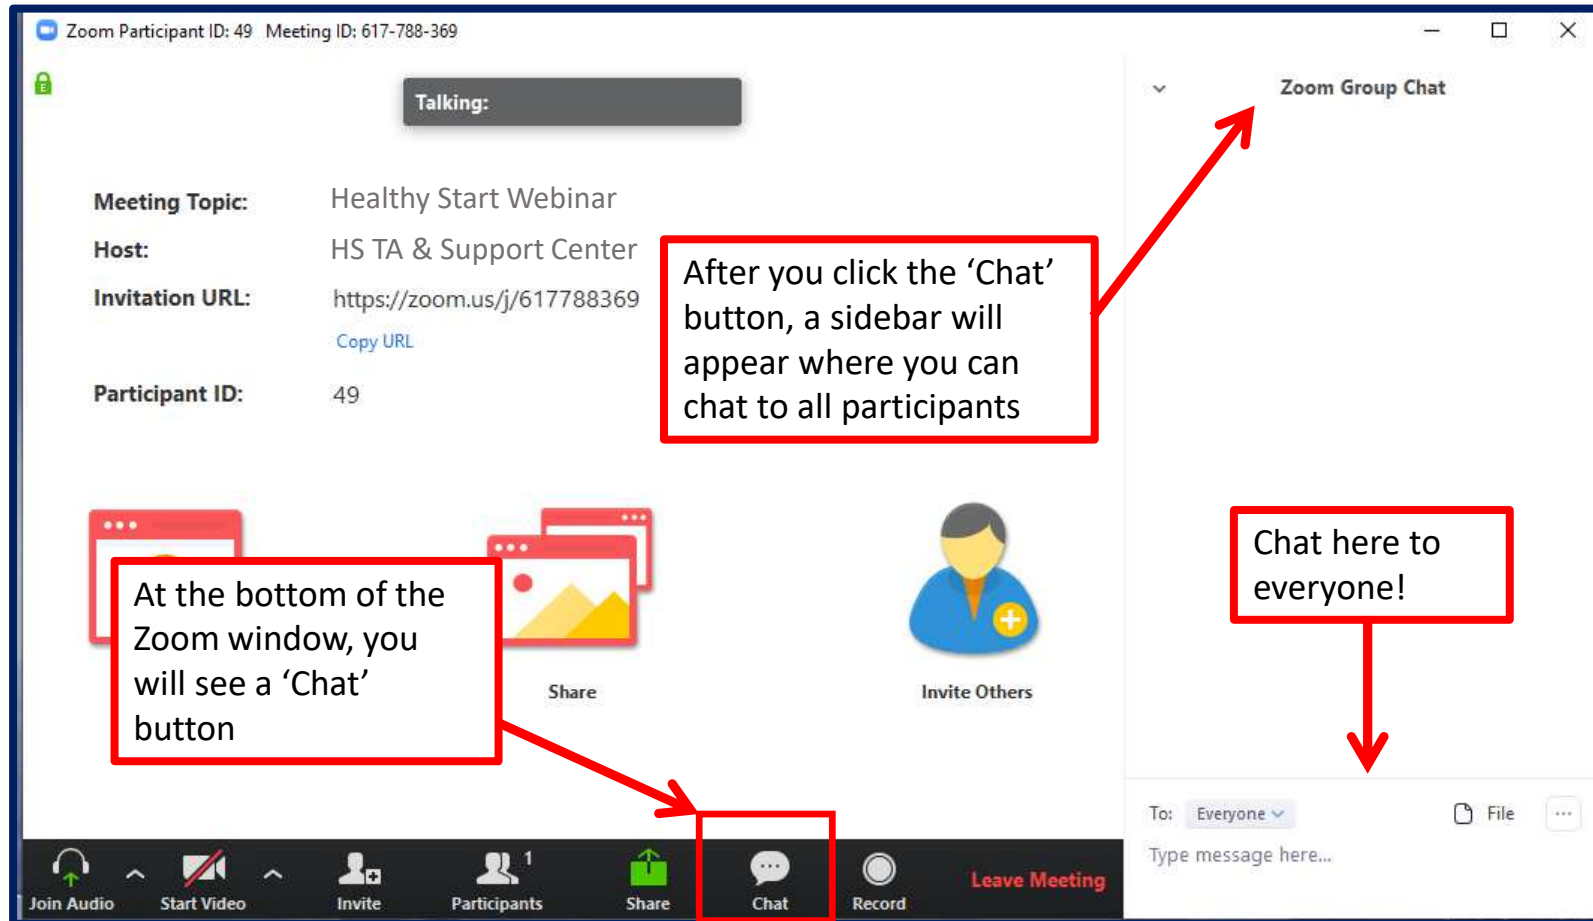 Zoom Participant ID: 49 Meeting ID: 617-788-369
Talking:
Zoom Group Chat
Meeting Topic: Healthy Start Webinar
Host: HS TA & Support Center
Invitation URL: https://zoom.us/j/617788369
Copy URL
Participant ID: 49
After you click the ‘Chat’
button, a sidebar will
appear where you can
chat to all participants
At the bottom of the
Zoom window, you
will see a ‘Chat’
button
Share
Invite Others
Chat here to
everyone!
To: Everyone File
Type message here...
1
Join Audio Start Video Invite Participants Share Chat Record Leave Meeting